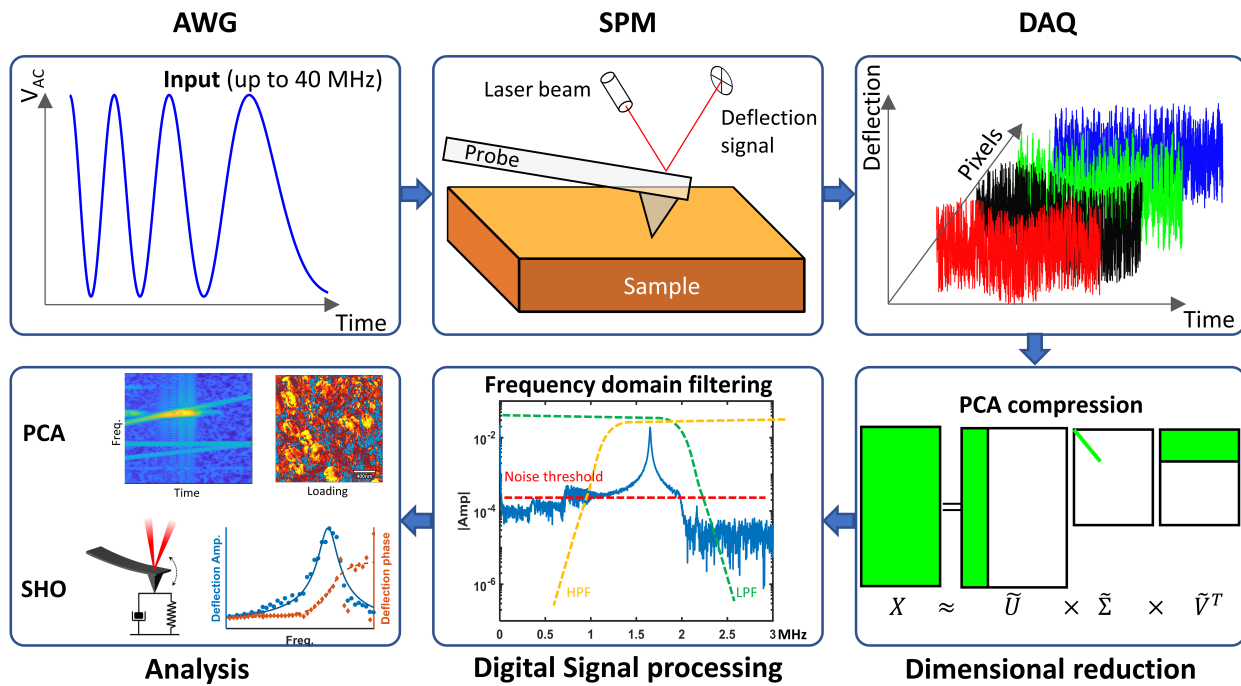 AWG
SPM
DAQ
V_AC
Input (up to 40 MHz)
Time
Laser beam
Deflection
signal
Probe
Sample
Deflection
Pixels
Time
PCA
Freq.
Time
Loading
400nm
SHO
Deflection Amp.
Deflection phase
Freq.
Analysis
Frequency domain filtering
|Amp|
10⁻²
10⁻⁴
10⁻⁶
Noise threshold
HPF
LPF
0 0.5 1 1.5 2 2.5 3 MHz
Digital Signal processing
PCA compression
=
X ≈ Ũ × Σ̃ × Ṽᵀ
Dimensional reduction